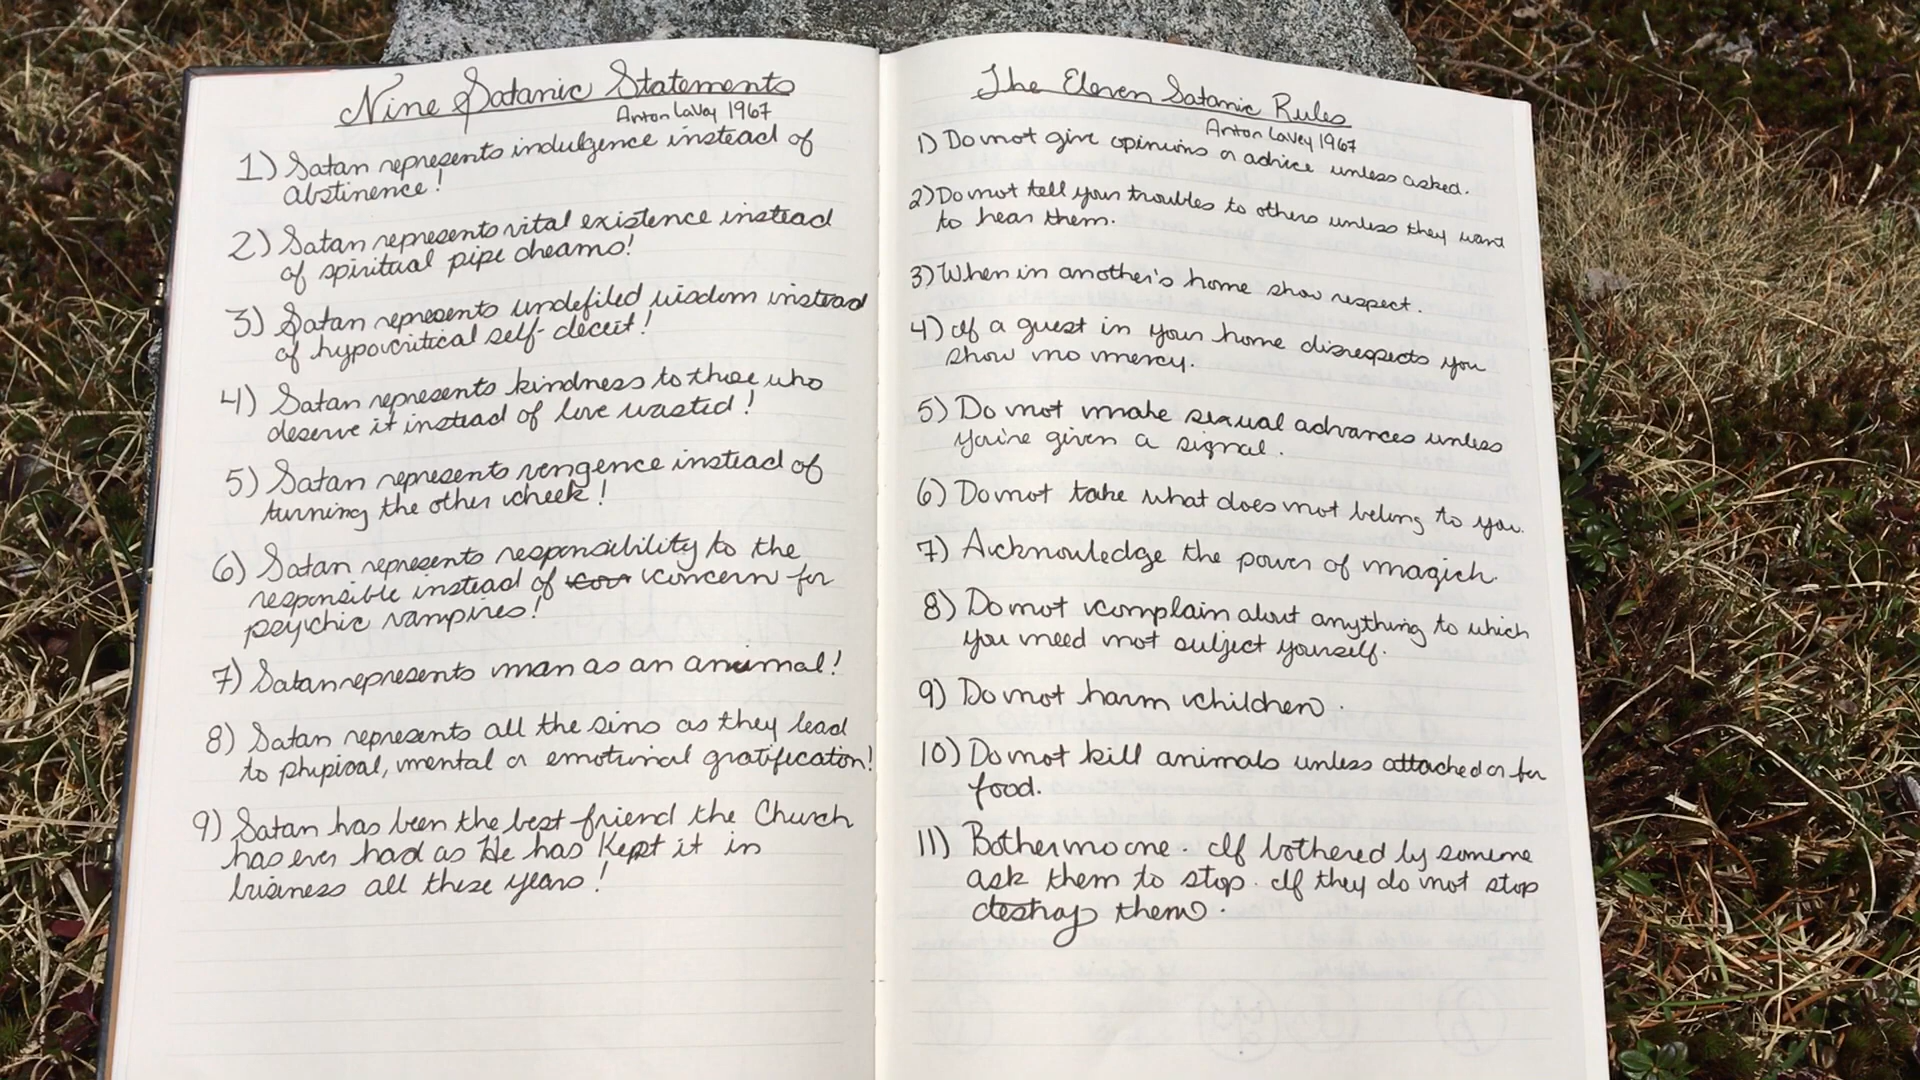 Nine Satanic Statements
Anton LaVey 1967
1) Satan represents indulgence instead of
abstinence!
2) Satan represents vital existence instead
of spiritual pipe dreams!
3) Satan represents undefiled wisdom instead
of hypocritical self-deceit!
4) Satan represents kindness to those who
deserve it instead of love wasted!
5) Satan represents vengence instead of
turning the other cheek!
6) Satan represents responsibility to the
responsible instead of concern for
psychic vampires!
7) Satan represents man as an animal!
8) Satan represents all the sins as they lead
to physical, mental or emotional gratification!
9) Satan has been the best friend the Church
has ever had as He has Kept it in
business all these years!
The Eleven Satanic Rules
Anton LaVey 1967
1) Do not give opinions or advice unless asked.
2) Do not tell your troubles to others unless they want
to hear them.
3) When in another's home show respect.
4) If a guest in your home disrespects you
show no mercy.
5) Do not make sexual advances unless
you're given a signal.
6) Do not take what does not belong to you.
7) Acknowledge the power of magick.
8) Do not complain about anything to which
you need not subject yourself.
9) Do not harm children.
10) Do not kill animals unless attacked or for
food.
11) Bother no one. If bothered by someone
ask them to stop. If they do not stop
destroy them.